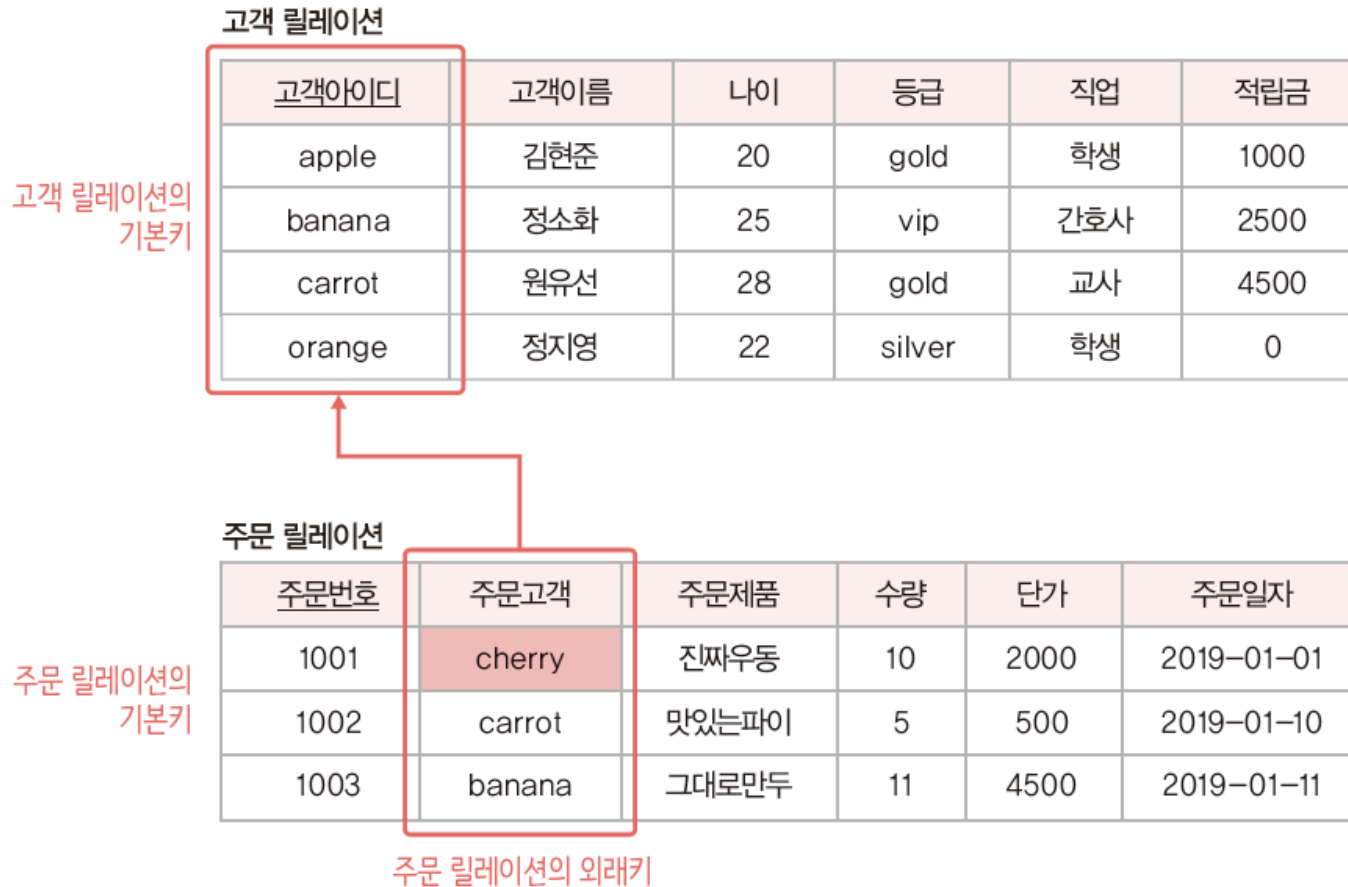 고객 릴레이션
고객아이디 고객이름 나이 등급 직업 적립금
apple 김현준 20 gold 학생 1000
고객 릴레이션의
기본키
banana 정소화 25 vip 간호사 2500
carrot 원유선 28 gold 교사 4500
orange 정지영 22 silver 학생 0
주문 릴레이션
주문번호 주문고객 주문제품 수량 단가 주문일자
1001 cherry 진짜우동 10 2000 2019-01-01
주문 릴레이션의
기본키
1002 carrot 맛있는파이 5 500 2019-01-10
1003 banana 그대로만두 11 4500 2019-01-11
주문 릴레이션의 외래키